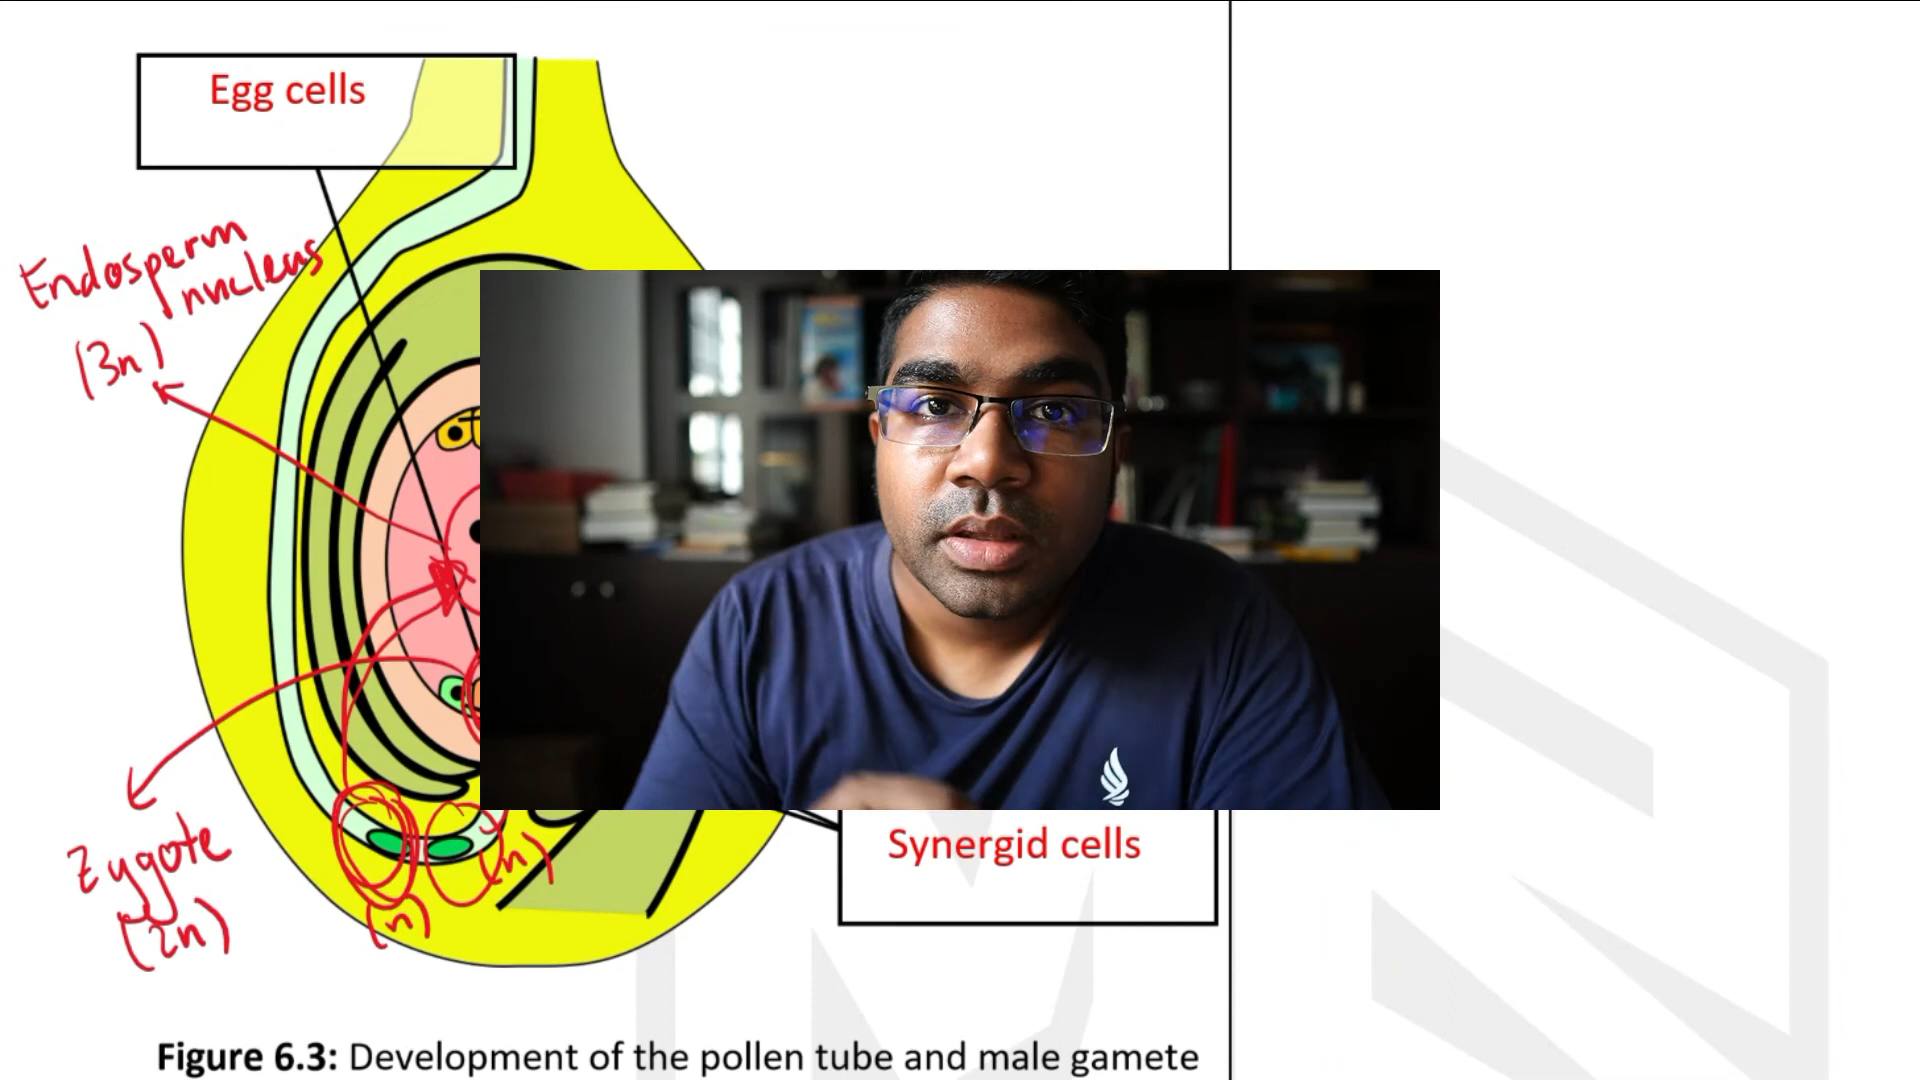 Egg cells
Endosperm
nucleus
(3n)
Synergid cells
Zygote
(2n)
(n)
(n)
Figure 6.3: Development of the pollen tube and male gamete